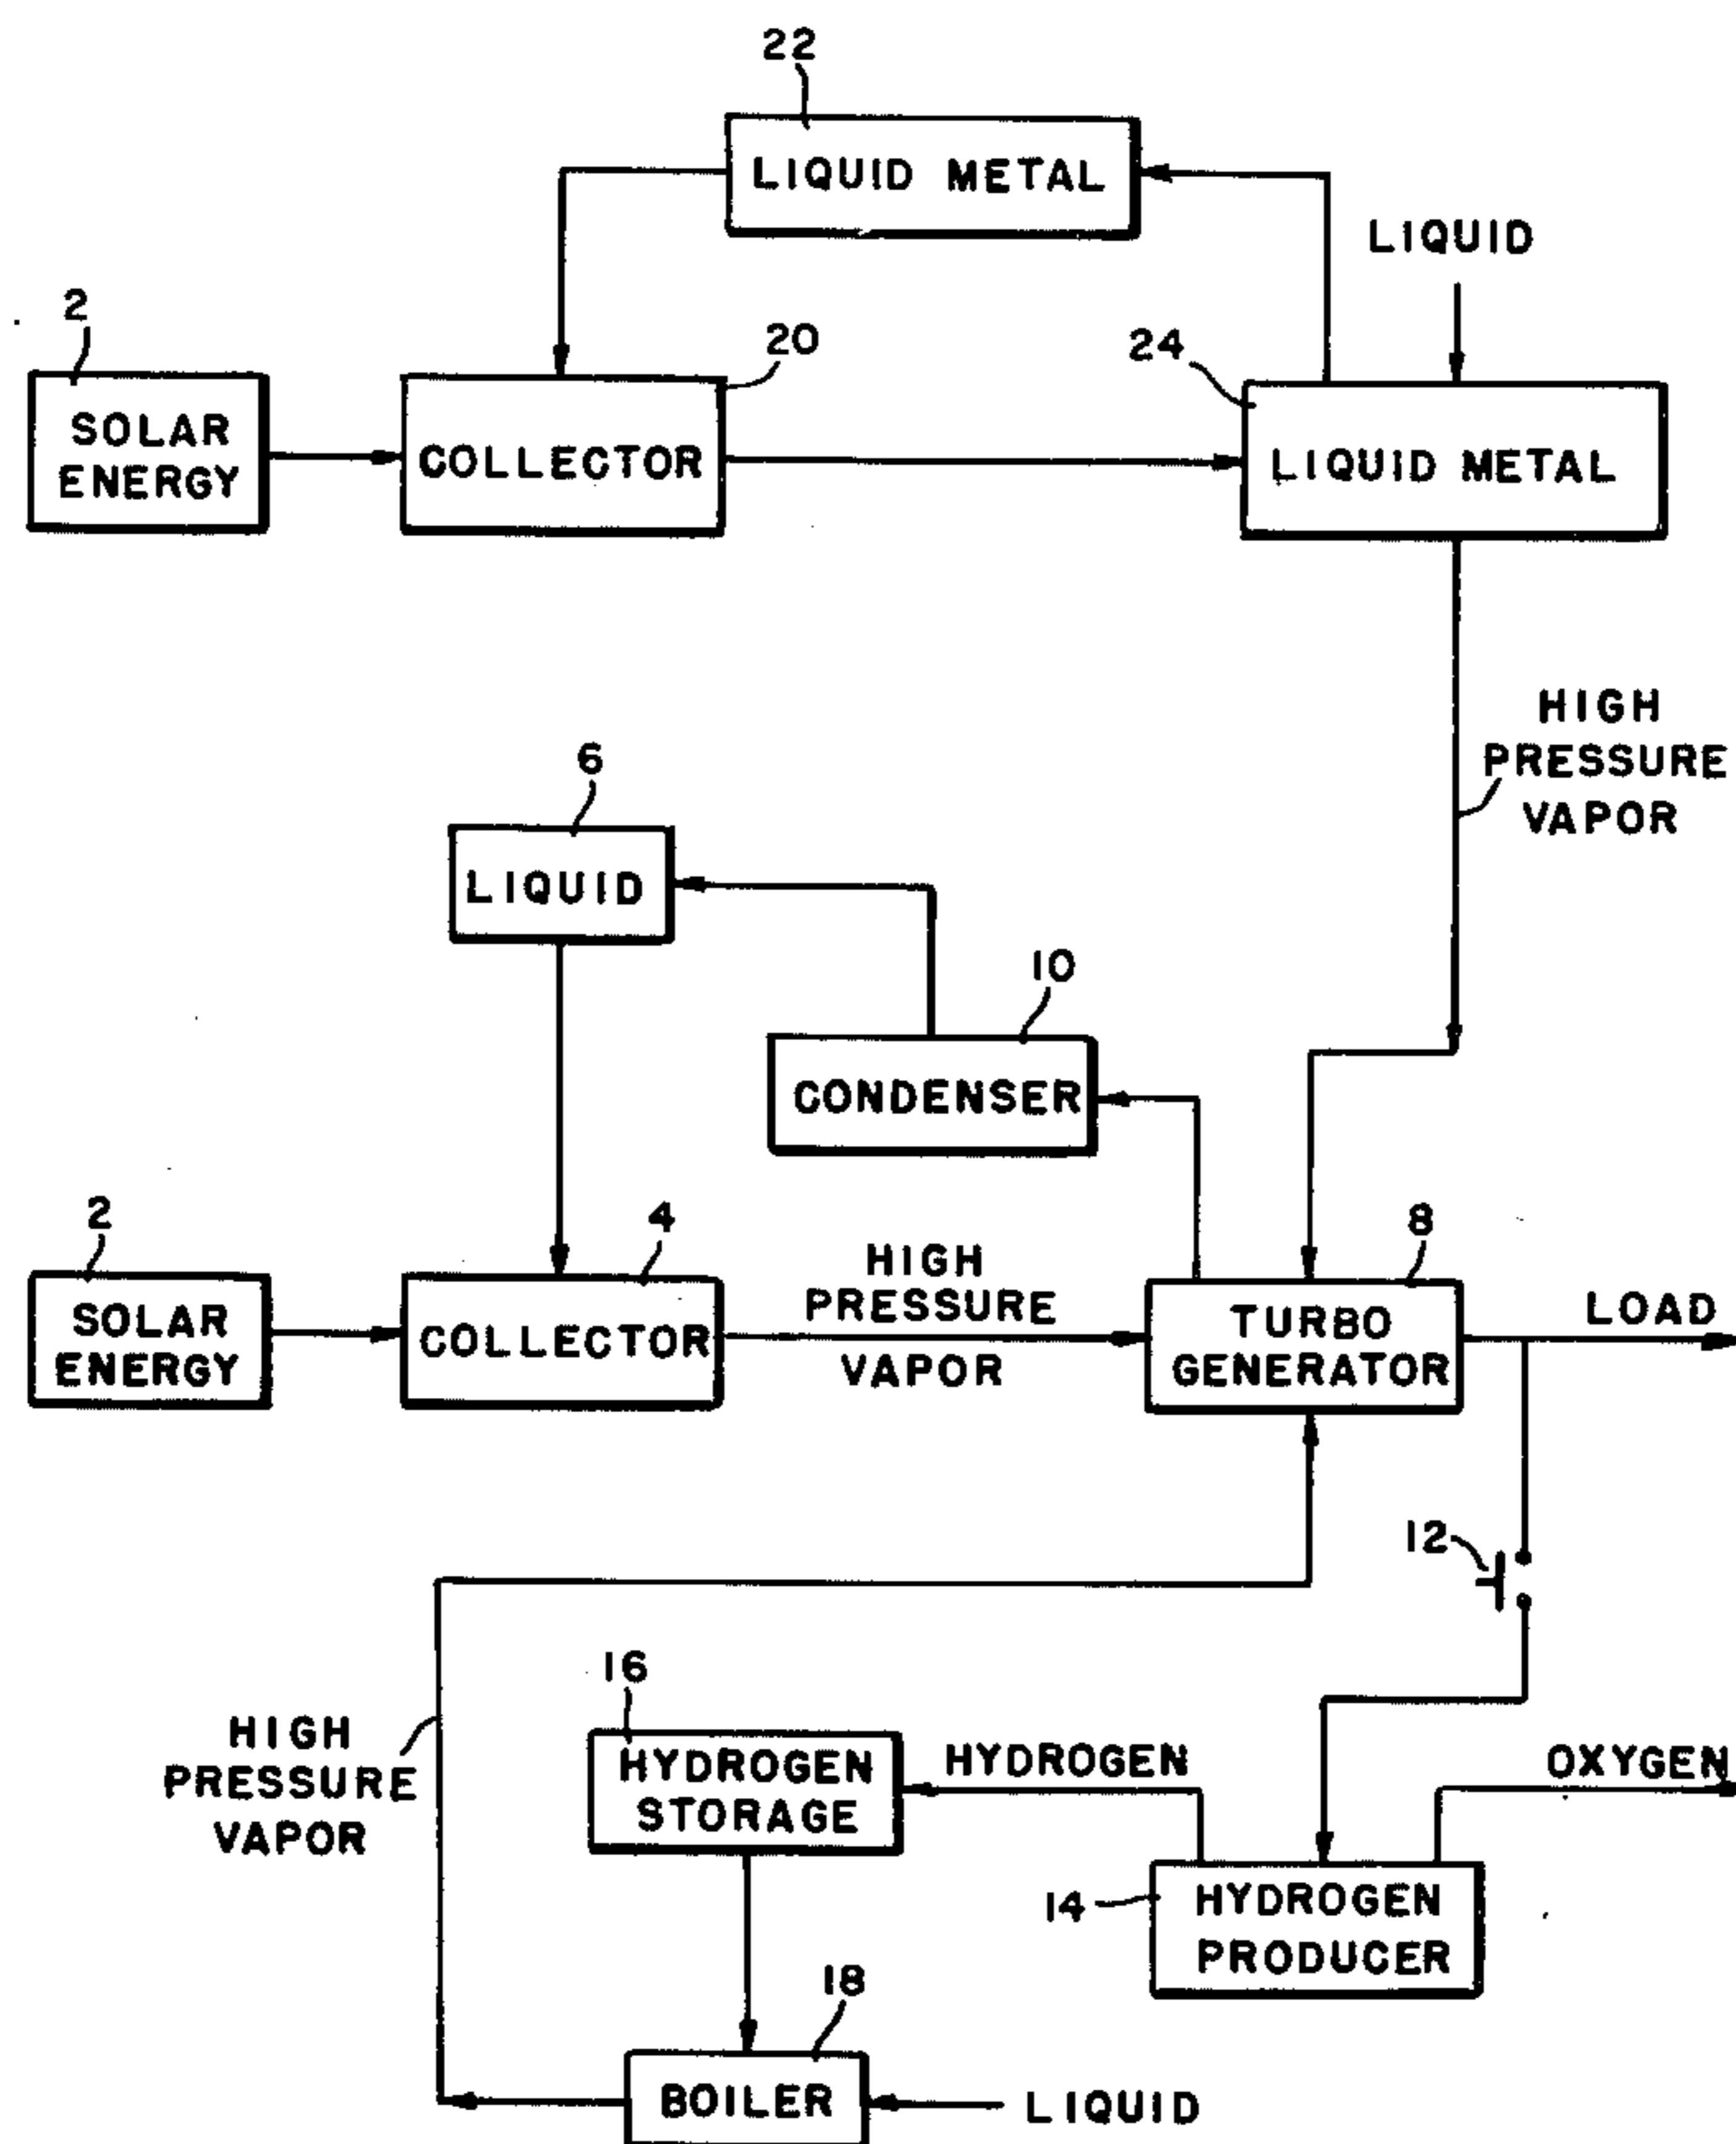 22
LIQUID METAL
LIQUID
2
20
24
SOLAR
ENERGY
COLLECTOR
LIQUID METAL
HIGH
PRESSURE
VAPOR
6
LIQUID
10
CONDENSER
2
4
8
SOLAR
ENERGY
COLLECTOR
HIGH
PRESSURE
VAPOR
TURBO
GENERATOR
LOAD
12
16
HIGH
PRESSURE
VAPOR
HYDROGEN
STORAGE
HYDROGEN
OXYGEN
14
HYDROGEN
PRODUCER
18
BOILER
LIQUID